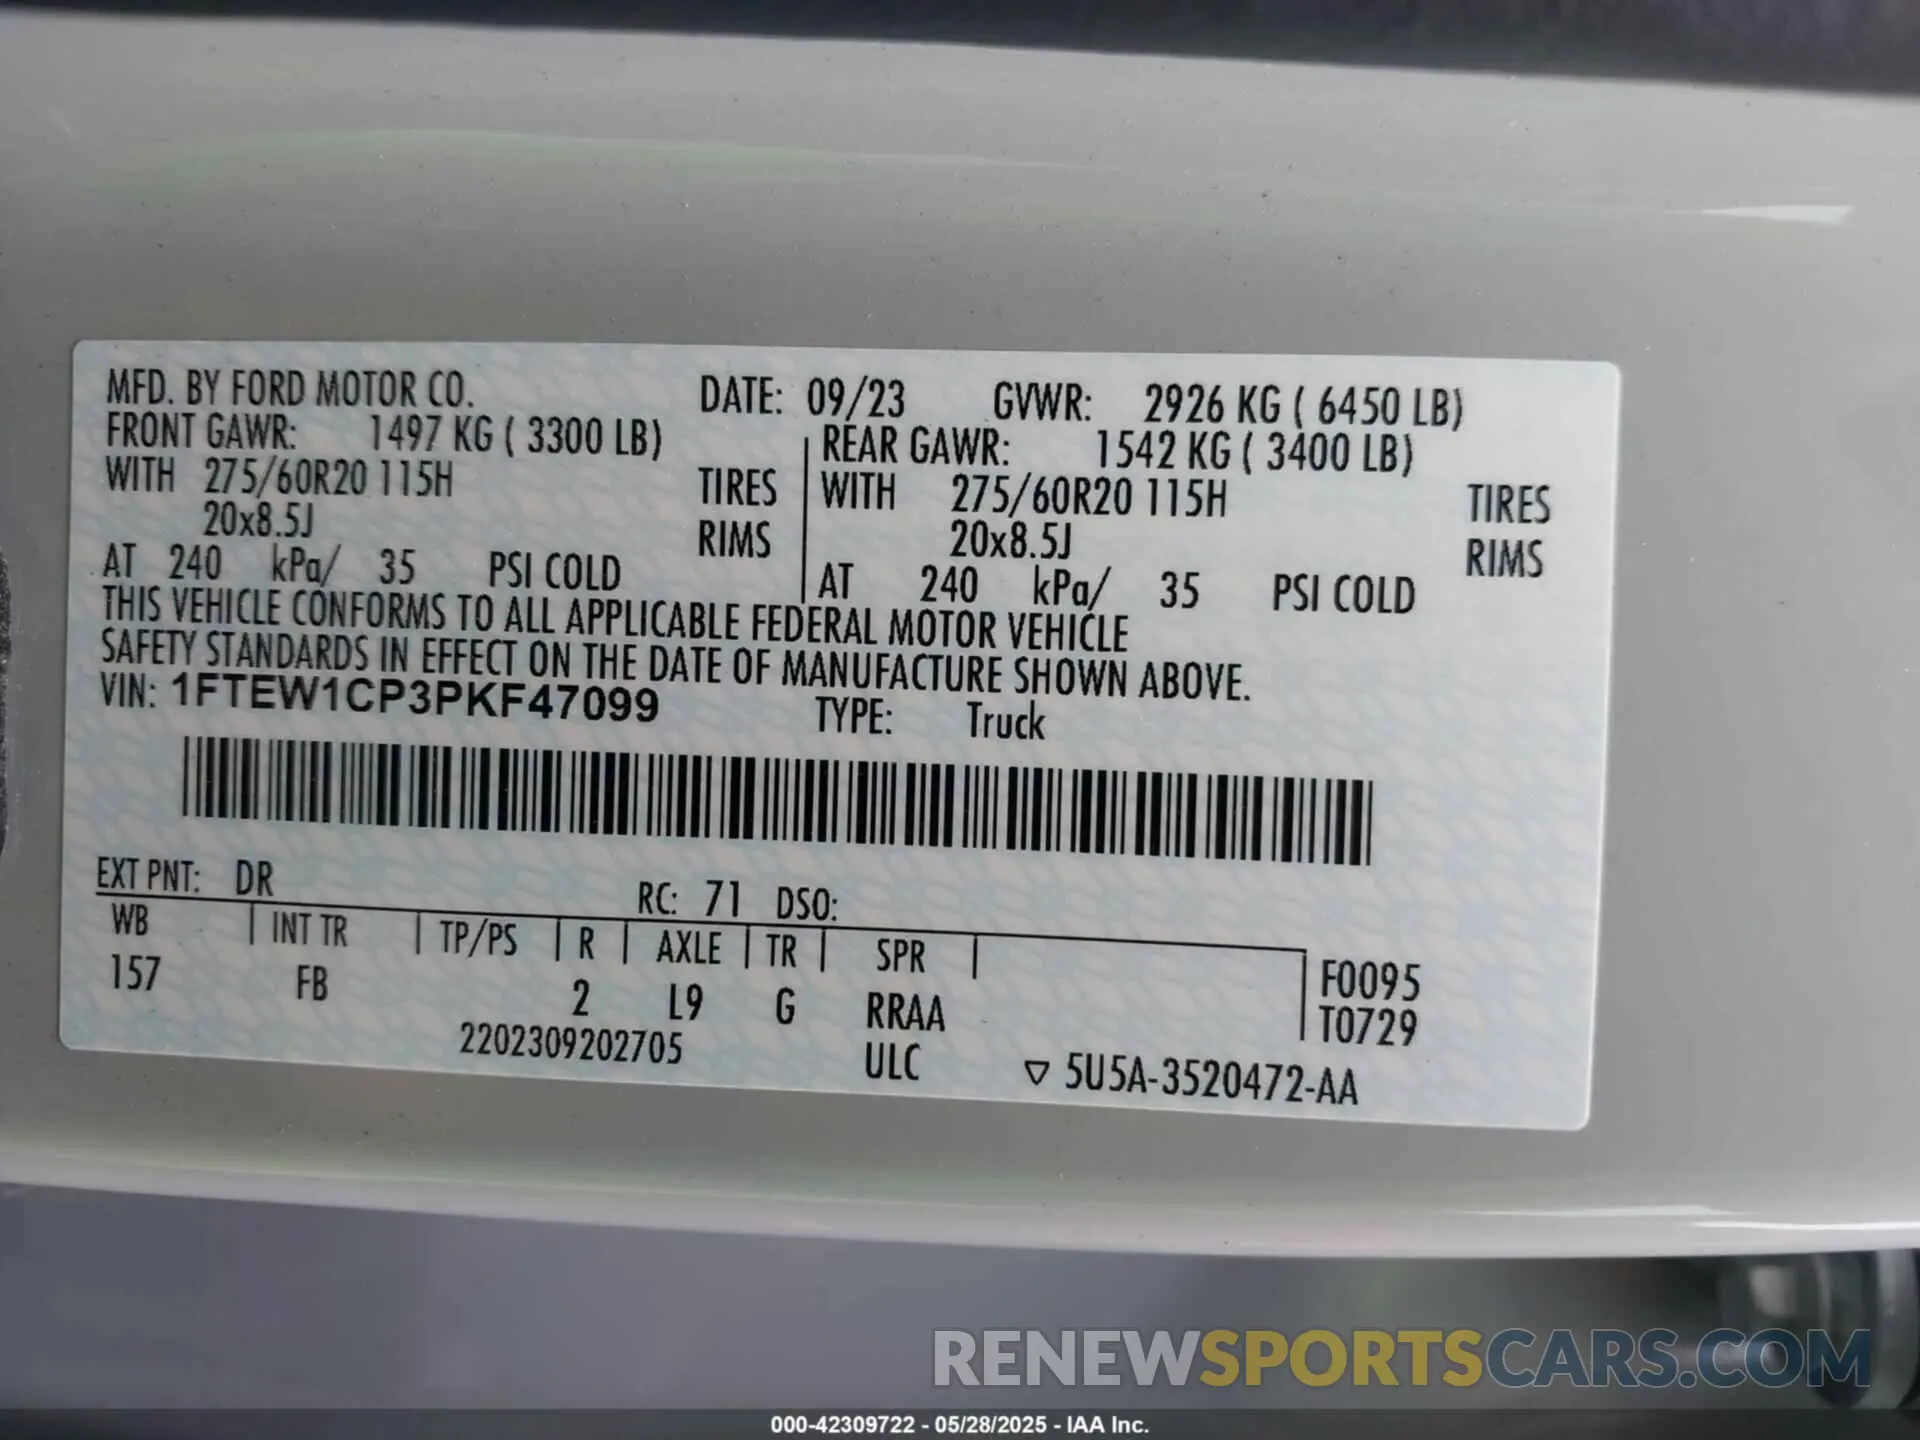 MFD. BY FORD MOTOR CO. DATE: 09/23 GVWR: 2926 KG ( 6450 LB)
FRONT GAWR: 1497 KG ( 3300 LB) REAR GAWR: 1542 KG ( 3400 LB)
WITH 275/60R20 115H TIRES WITH 275/60R20 115H TIRES
20x8.5J RIMS 20x8.5J RIMS
AT 240 kPa/ 35 PSI COLD AT 240 kPa/ 35 PSI COLD
THIS VEHICLE CONFORMS TO ALL APPLICABLE FEDERAL MOTOR VEHICLE
SAFETY STANDARDS IN EFFECT ON THE DATE OF MANUFACTURE SHOWN ABOVE.
VIN: 1FTEW1CP3PKF47099 TYPE: Truck
EXT PNT: DR RC: 71 DSO:
WB INT TR TP/PS R AXLE TR SPR F0095
157 FB 2 L9 G RRAA T0729
2202309202705 ULC ▽ 5U5A-3520472-AA
RENEWSPORTSCARS.COM
000-42309722 - 05/28/2025 - IAA Inc.